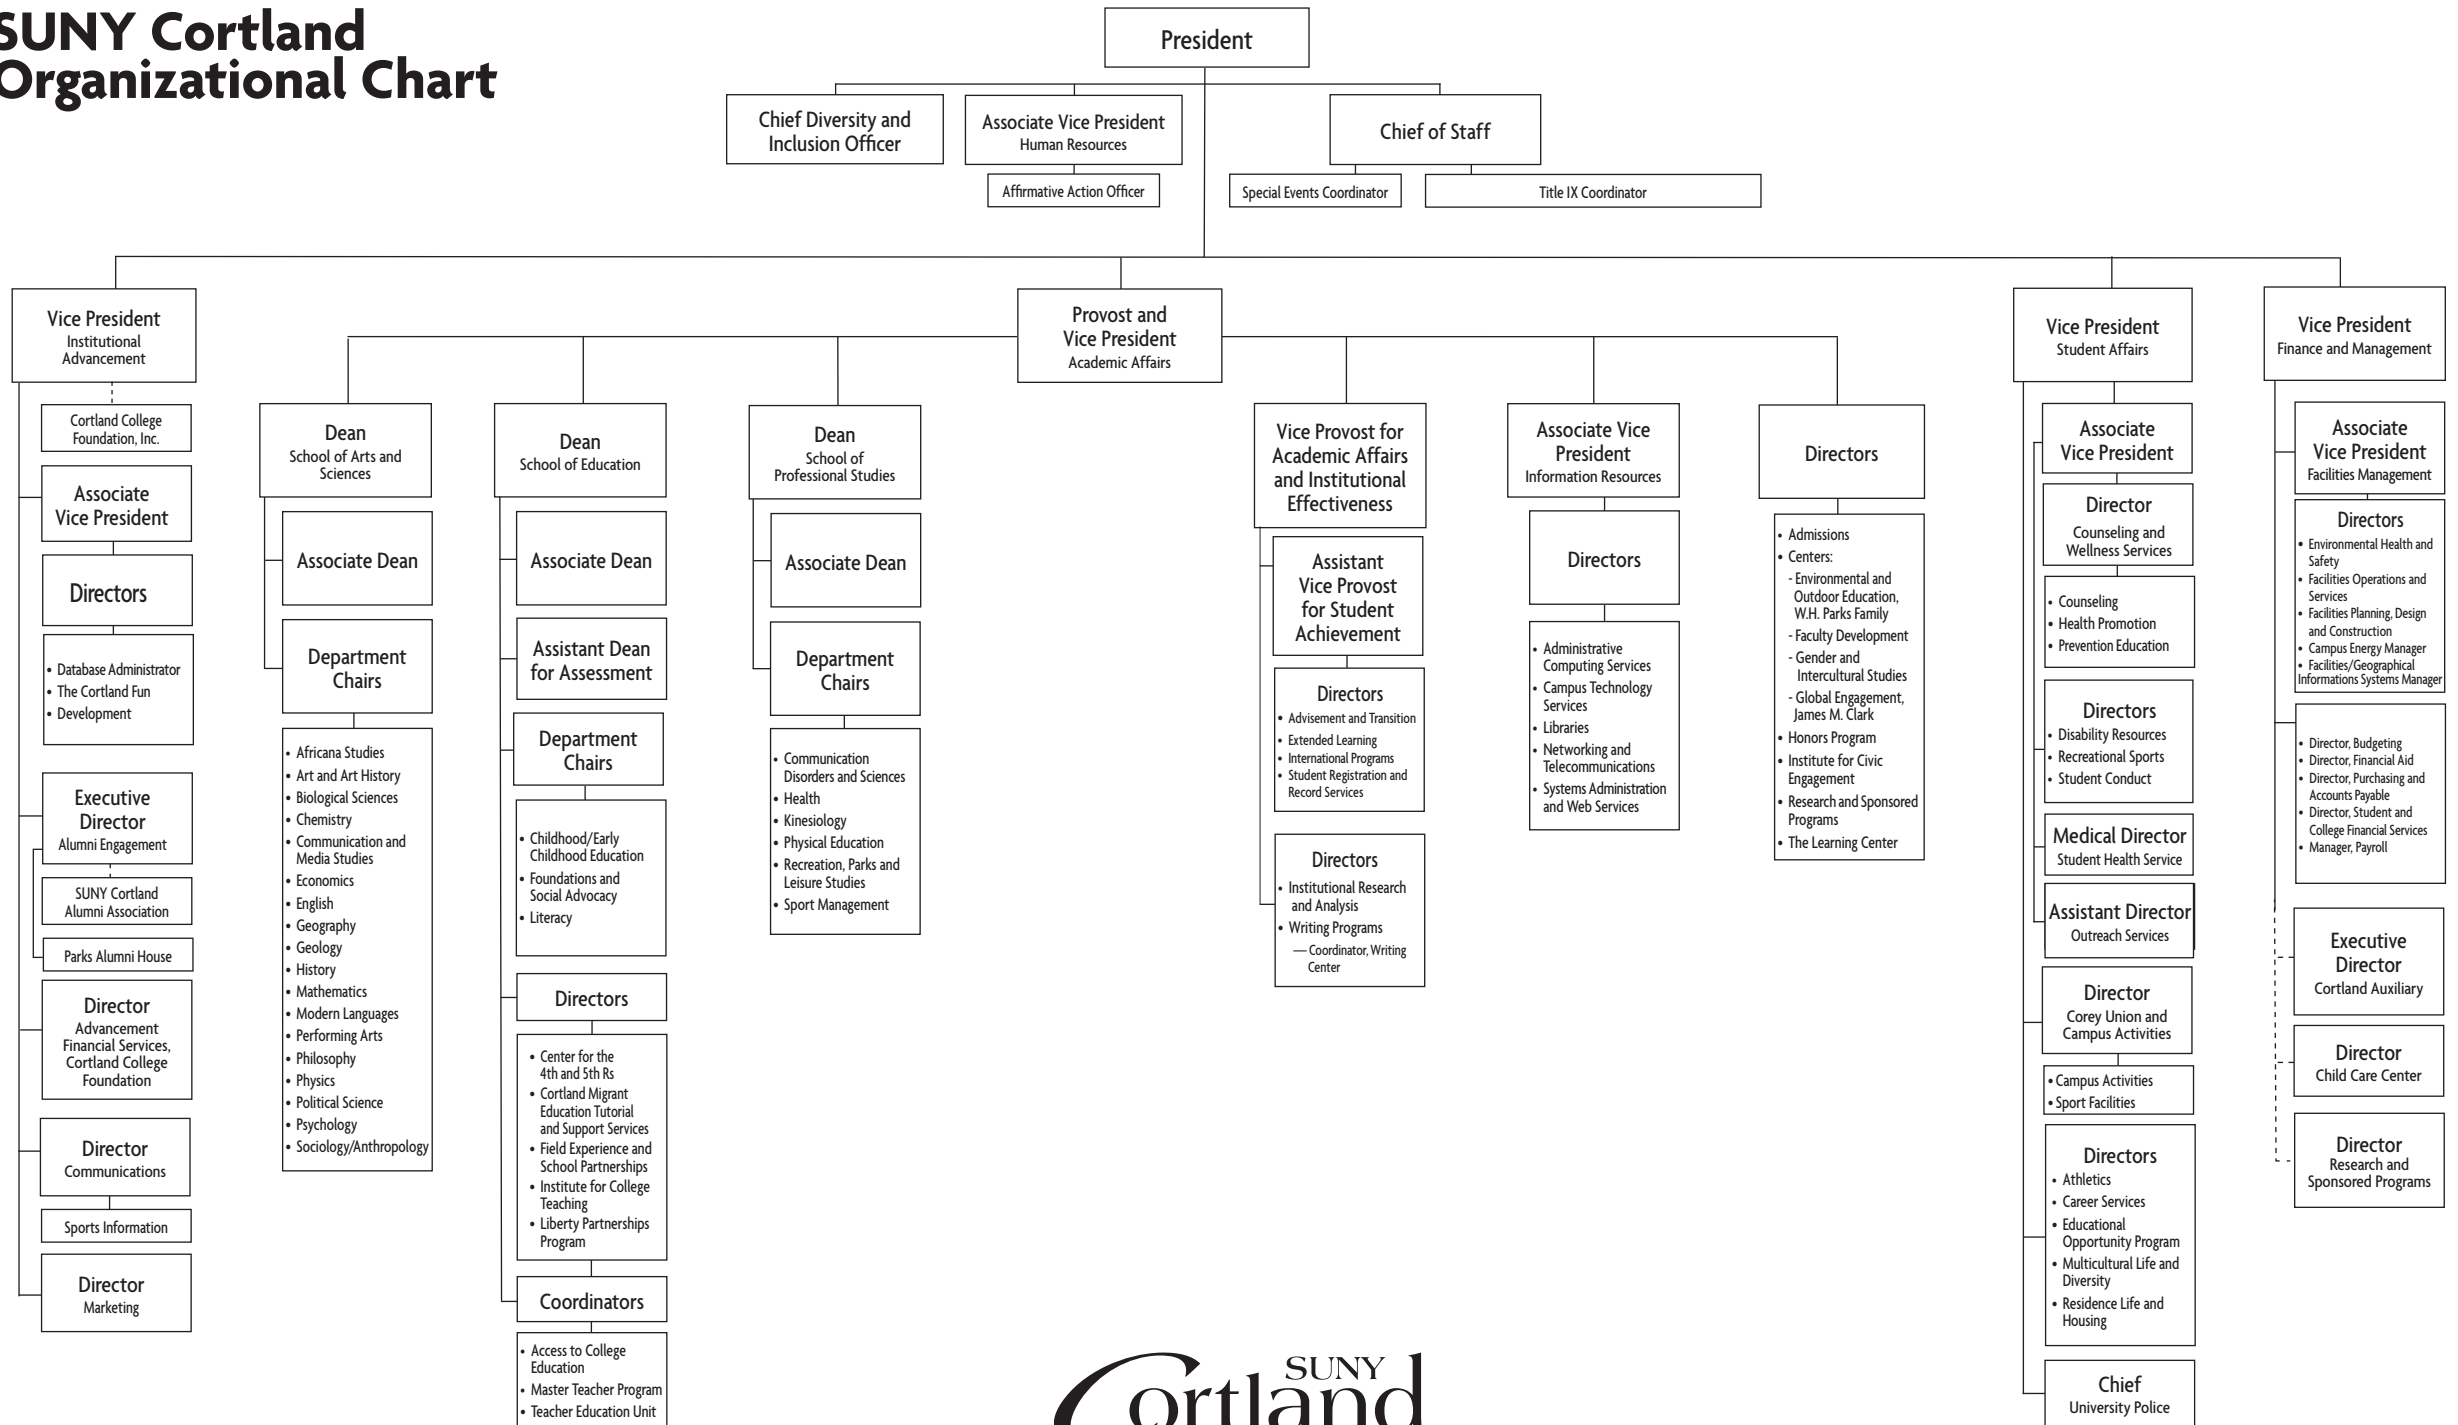 SUNY Cortland
Organizational Chart
President
Chief Diversity and
Inclusion Officer
Associate Vice President
Human Resources
Affirmative Action Officer
Chief of Staff
Special Events Coordinator
Title IX Coordinator
Vice President
Institutional
Advancement
Cortland College
Foundation, Inc.
Associate
Vice President
Directors
• Database Administrator
• The Cortland Fun
• Development
Executive
Director
Alumni Engagement
SUNY Cortland
Alumni Association
Parks Alumni House
Director
Advancement
Financial Services,
Cortland College
Foundation
Director
Communications
Sports Information
Director
Marketing
Provost and
Vice President
Academic Affairs
Dean
School of Arts and
Sciences
Associate Dean
Department
Chairs
• Africana Studies
• Art and Art History
• Biological Sciences
• Chemistry
• Communication and
Media Studies
• Economics
• English
• Geography
• Geology
• History
• Mathematics
• Modern Languages
• Performing Arts
• Philosophy
• Physics
• Political Science
• Psychology
• Sociology/Anthropology
Dean
School of Education
Associate Dean
Assistant Dean
for Assessment
Department
Chairs
• Childhood/Early
Childhood Education
• Foundations and
Social Advocacy
• Literacy
Directors
• Center for the
4th and 5th Rs
• Cortland Migrant
Education Tutorial
and Support Services
• Field Experience and
School Partnerships
• Institute for College
Teaching
• Liberty Partnerships
Program
Coordinators
• Access to College
Education
• Master Teacher Program
• Teacher Education Unit
Dean
School of
Professional Studies
Associate Dean
Department
Chairs
• Communication
Disorders and Sciences
• Health
• Kinesiology
• Physical Education
• Recreation, Parks and
Leisure Studies
• Sport Management
Vice Provost for
Academic Affairs
and Institutional
Effectiveness
Assistant
Vice Provost
for Student
Achievement
Directors
• Advisement and Transition
• Extended Learning
• International Programs
• Student Registration and
Record Services
Directors
• Institutional Research
and Analysis
• Writing Programs
— Coordinator, Writing
Center
Associate Vice
President
Information Resources
Directors
• Administrative
Computing Services
• Campus Technology
Services
• Libraries
• Networking and
Telecommunications
• Systems Administration
and Web Services
Directors
• Admissions
• Centers:
- Environmental and
Outdoor Education,
W.H. Parks Family
- Faculty Development
- Gender and
Intercultural Studies
- Global Engagement,
James M. Clark
• Honors Program
• Institute for Civic
Engagement
• Research and Sponsored
Programs
• The Learning Center
Vice President
Student Affairs
Associate
Vice President
Director
Counseling and
Wellness Services
• Counseling
• Health Promotion
• Prevention Education
Directors
• Disability Resources
• Recreational Sports
• Student Conduct
Medical Director
Student Health Service
Assistant Director
Outreach Services
Director
Corey Union and
Campus Activities
• Campus Activities
• Sport Facilities
Directors
• Athletics
• Career Services
• Educational
Opportunity Program
• Multicultural Life and
Diversity
• Residence Life and
Housing
Chief
University Police
Vice President
Finance and Management
Associate
Vice President
Facilities Management
Directors
• Environmental Health and
Safety
• Facilities Operations and
Services
• Facilities Planning, Design
and Construction
• Campus Energy Manager
• Facilities/Geographical
Informations Systems Manager
• Director, Budgeting
• Director, Financial Aid
• Director, Purchasing and
Accounts Payable
• Director, Student and
College Financial Services
• Manager, Payroll
Executive
Director
Cortland Auxiliary
Director
Child Care Center
Director
Research and
Sponsored Programs
SUNY
Cortland